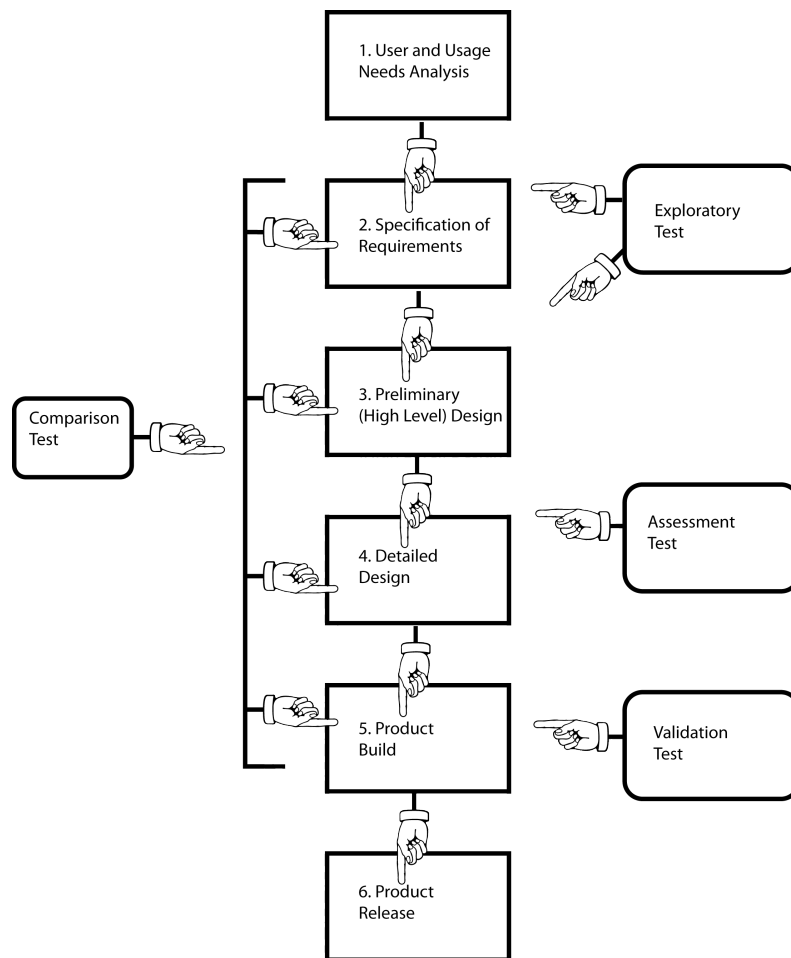 1. User and Usage
Needs Analysis
2. Specification of
Requirements
Exploratory
Test
3. Preliminary
(High Level) Design
Comparison
Test
4. Detailed
Design
Assessment
Test
5. Product
Build
Validation
Test
6. Product
Release